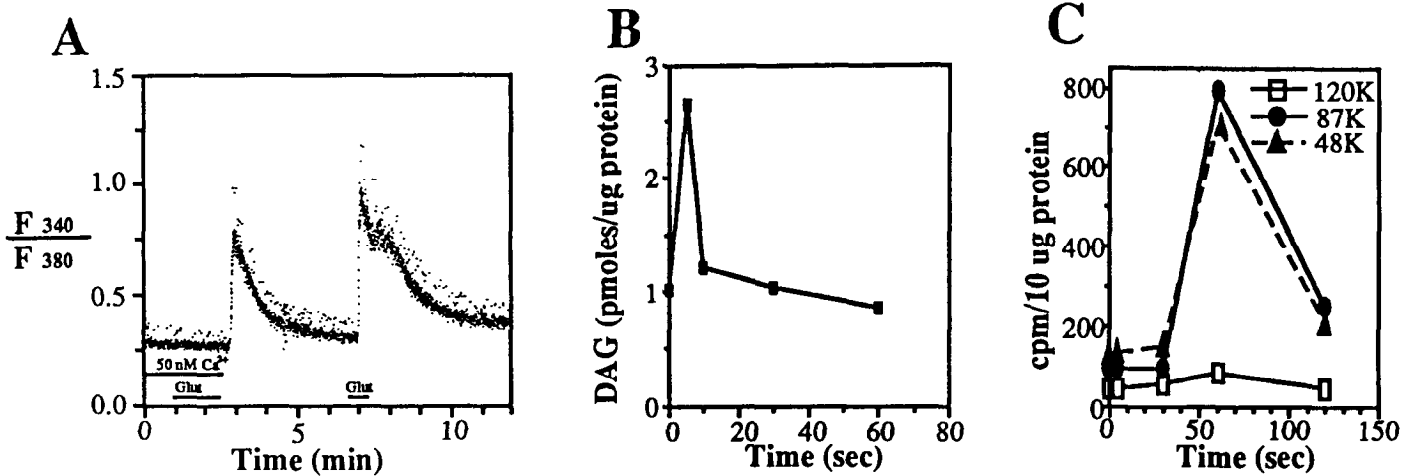 A
F 340
F 380
1.5
1.0
0.5
0.0
50 nM Ca2+
Glut
Glut
0
5
10
Time (min)
B
DAG (pmoles/ug protein)
3
2
1
0
0
20
40
60
80
Time (sec)
C
cpm/10 ug protein
800
600
400
200
0
120K
87K
48K
0
50
100
150
Time (sec)